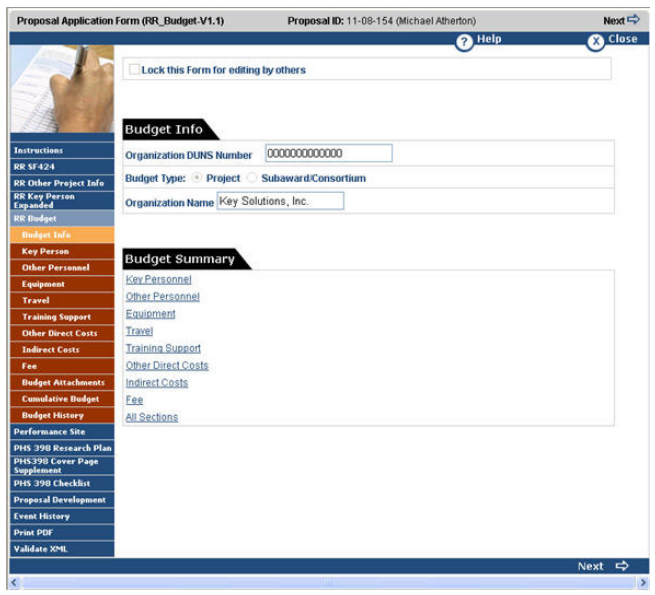 Proposal Application Form (RR_Budget-V1.1) Proposal ID: 11-08-154 (Michael Atherton) Next
? Help X Close
Lock this Form for editing by others
Budget Info
Organization DUNS Number 0000000000000
Budget Type: Project Subaward/Consortium
Organization Name Key Solutions, Inc.
Budget Summary
Key Personnel
Other Personnel
Equipment
Travel
Training Support
Other Direct Costs
Indirect Costs
Fee
All Sections
Instructions
RR SF424
RR Other Project Info
RR Key Person
Expanded
RR Budget
Budget Info
Key Person
Other Personnel
Equipment
Travel
Training Support
Other Direct Costs
Indirect Costs
Fee
Budget Attachments
Cumulative Budget
Budget History
Performance Site
PHS 398 Research Plan
PHS398 Cover Page
Supplement
PHS 398 Checklist
Proposal Development
Event History
Print PDF
Validate XML
Next